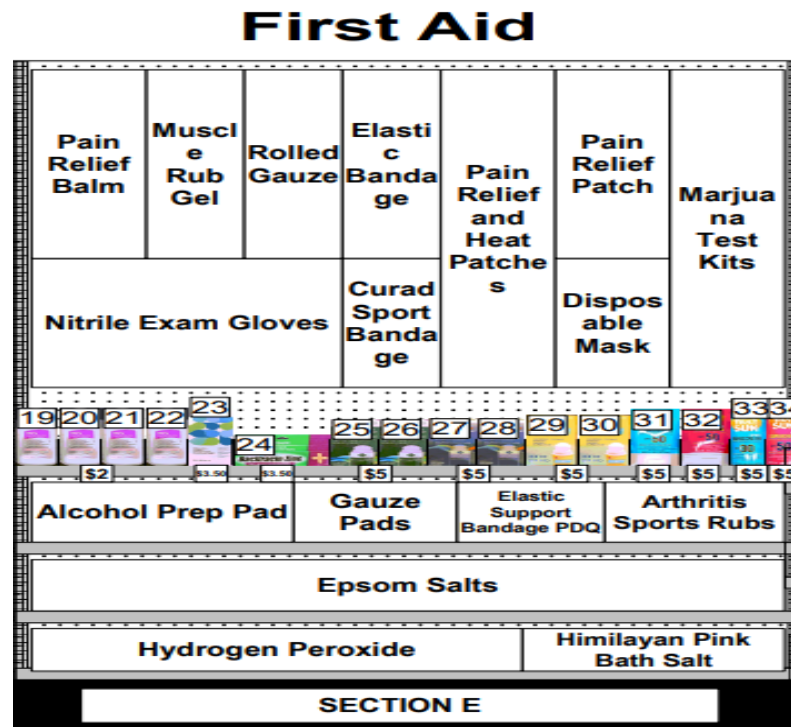 First Aid
Pain
Relief
Balm
Muscl
e
Rub
Gel
Rolled
Gauze
Elasti
c
Banda
ge
Pain
Relief
and
Heat
Patche
s
Pain
Relief
Patch
Marjua
na
Test
Kits
Nitrile Exam Gloves
Curad
Sport
Banda
ge
Dispos
able
Mask
19 20 21 22 23 24 25 26 27 28 29 30 31 32 33 34
$2 $3.50 $3.50 $5 $5 $5 $5 $5 $5 $5
Alcohol Prep Pad
Gauze
Pads
Elastic
Support
Bandage PDQ
Arthritis
Sports Rubs
Epsom Salts
Hydrogen Peroxide
Himilayan Pink
Bath Salt
SECTION E